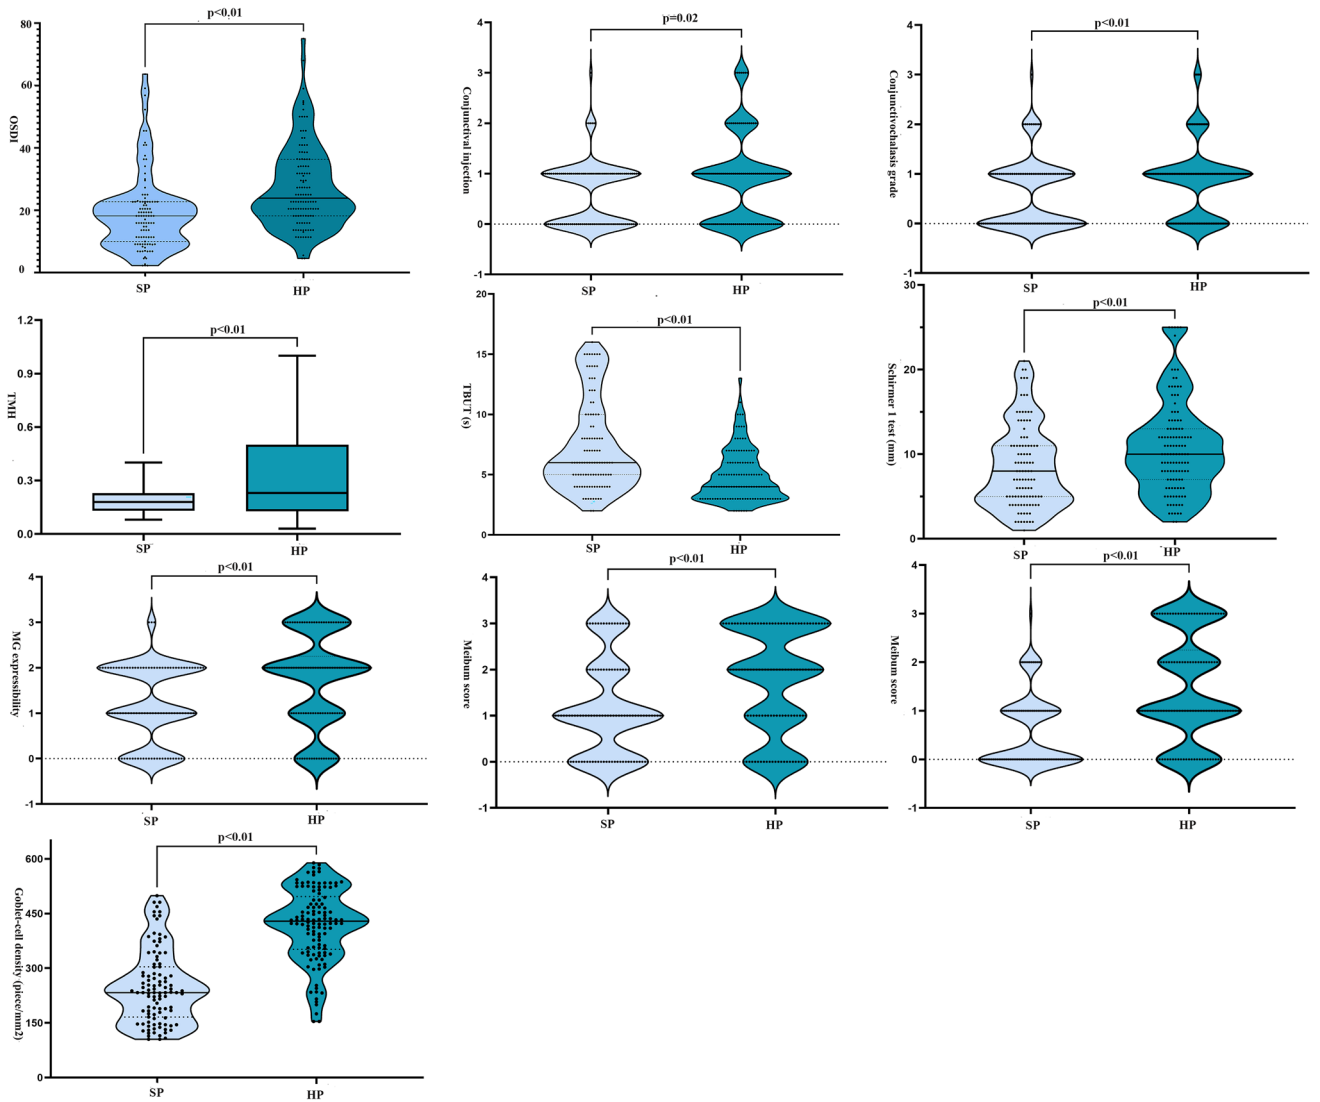 p<0.01
OSDI
80
60
40
20
0
SP
HP
p=0.02
Conjunctival injection
4
3
2
1
0
-1
SP
HP
p<0.01
Conjunctivochalasis grade
4
3
2
1
0
-1
SP
HP
p<0.01
TMH
1.2
0.9
0.6
0.3
0.0
SP
HP
p<0.01
TBUT (s)
20
15
10
5
0
SP
HP
p<0.01
Schirmer 1 test (mm)
30
20
10
0
SP
HP
p<0.01
MG expressibility
4
3
2
1
0
-1
SP
HP
p<0.01
Meibum score
4
3
2
1
0
-1
SP
HP
p<0.01
Meibum score
4
3
2
1
0
-1
SP
HP
p<0.01
Goblet-cell density (piece/mm2)
600
450
300
150
0
SP
HP